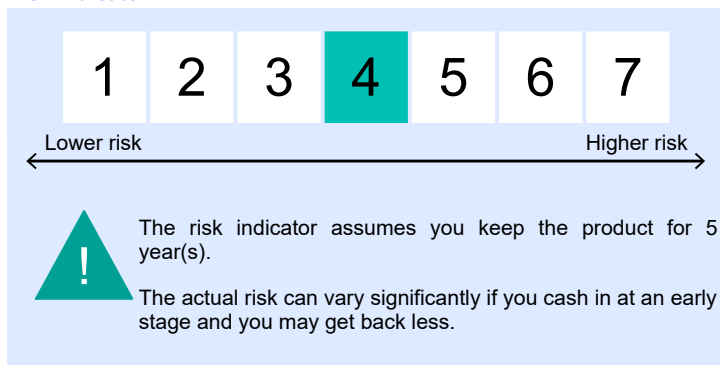 1 2 3 4 5 6 7
Lower risk Higher risk
!
The risk indicator assumes you keep the product for 5
year(s).
The actual risk can vary significantly if you cash in at an early
stage and you may get back less.